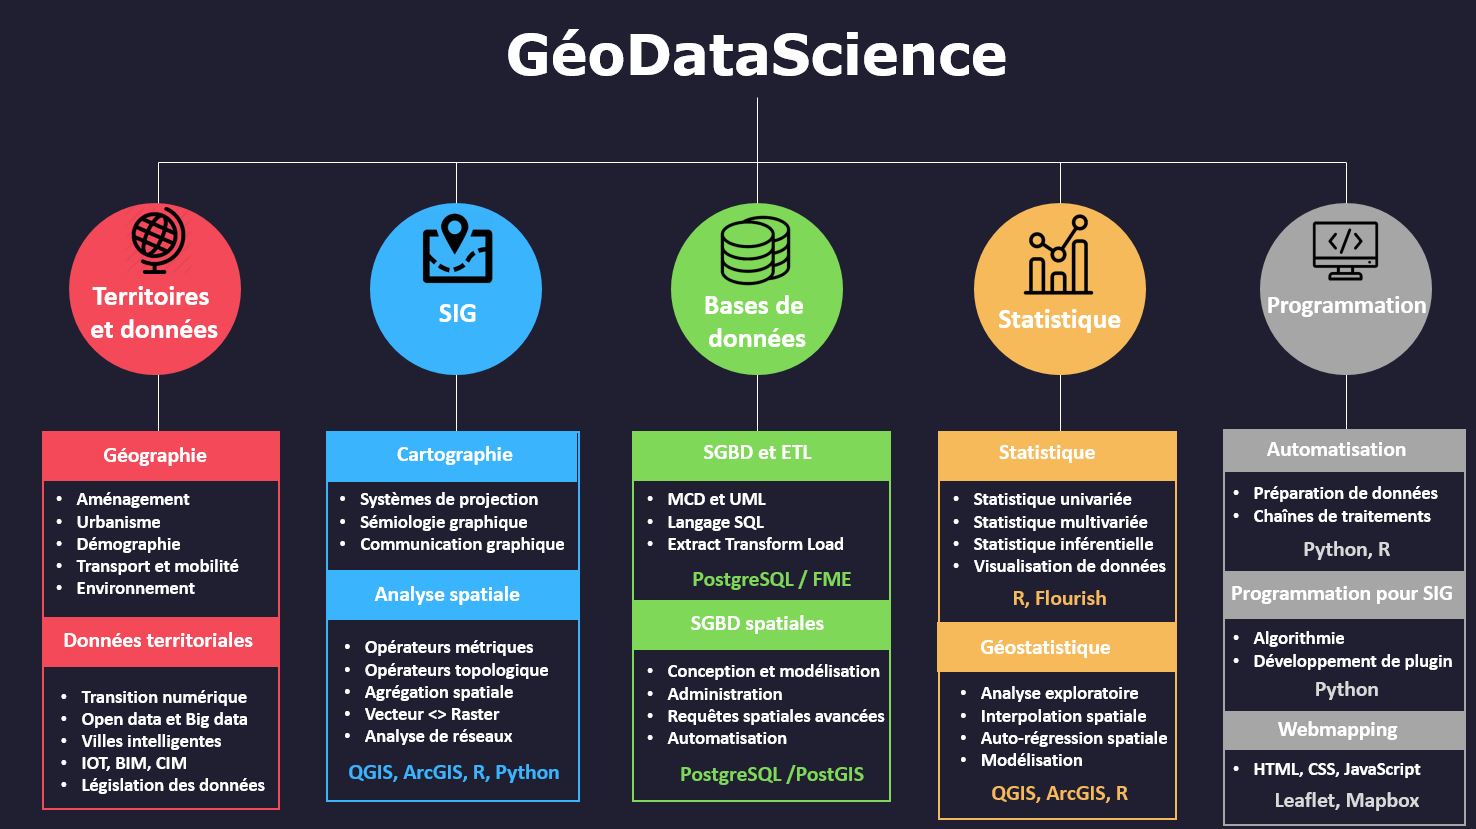 GéoDataScience
Territoires
et données
SIG
Bases de
données
Statistique
Programmation
Géographie
• Aménagement
• Urbanisme
• Démographie
• Transport et mobilité
• Environnement
Données territoriales
• Transition numérique
• Open data et Big data
• Villes intelligentes
• IOT, BIM, CIM
• Législation des données
Cartographie
• Systèmes de projection
• Sémiologie graphique
• Communication graphique
Analyse spatiale
• Opérateurs métriques
• Opérateurs topologique
• Agrégation spatiale
• Vecteur <> Raster
• Analyse de réseaux
QGIS, ArcGIS, R, Python
SGBD et ETL
• MCD et UML
• Langage SQL
• Extract Transform Load
PostgreSQL / FME
SGBD spatiales
• Conception et modélisation
• Administration
• Requêtes spatiales avancées
• Automatisation
PostgreSQL /PostGIS
Statistique
• Statistique univariée
• Statistique multivariée
• Statistique inférentielle
• Visualisation de données
R, Flourish
Géostatistique
• Analyse exploratoire
• Interpolation spatiale
• Auto-régression spatiale
• Modélisation
QGIS, ArcGIS, R
Automatisation
• Préparation de données
• Chaînes de traitements
Python, R
Programmation pour SIG
• Algorithmie
• Développement de plugin
Python
Webmapping
• HTML, CSS, JavaScript
Leaflet, Mapbox